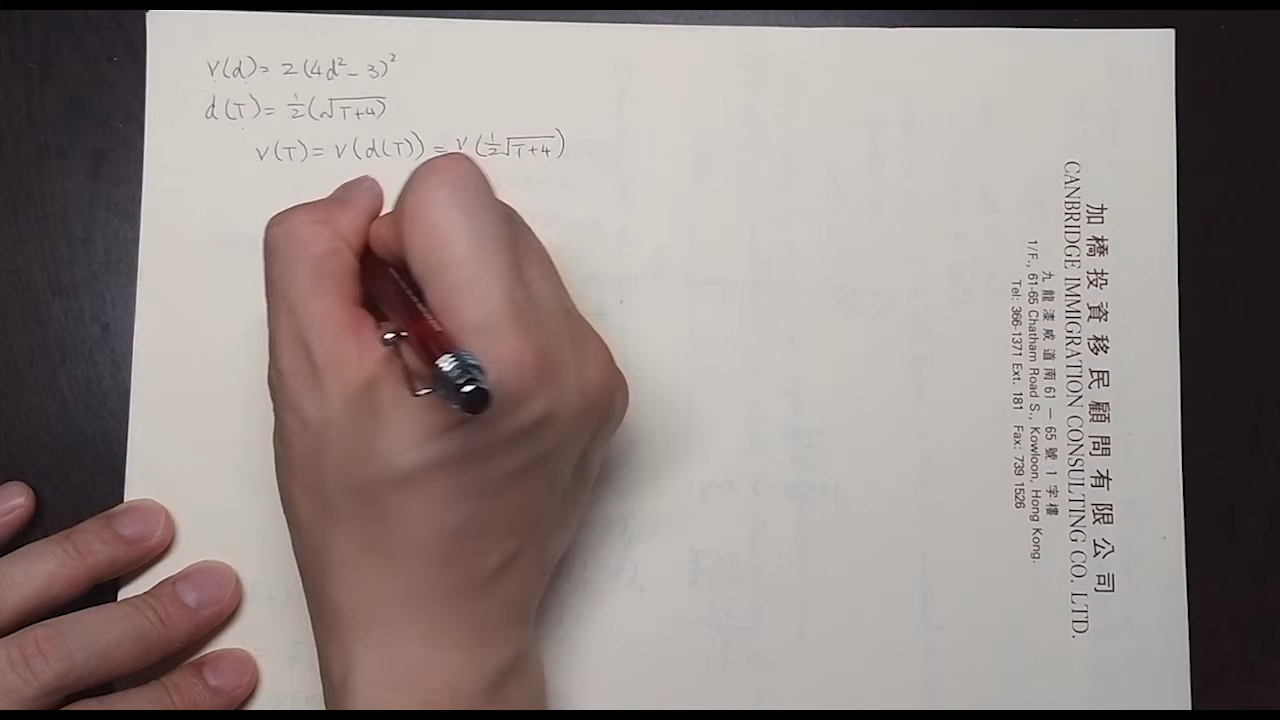 v(d) = 2(4d² – 3)²
d(T) = ½(√T+4)
v(T) = v(d(T)) = v(½√T+4)
加橋投資移民顧問有限公司
CANBRIDGE IMMIGRATION CONSULTING CO. LTD.
九龍漆咸道南61－65號1字樓
1/F., 61-65 Chatham Road S., Kowloon, Hong Kong.
Tel: 366-1371 Ext. 181 Fax: 739 1526